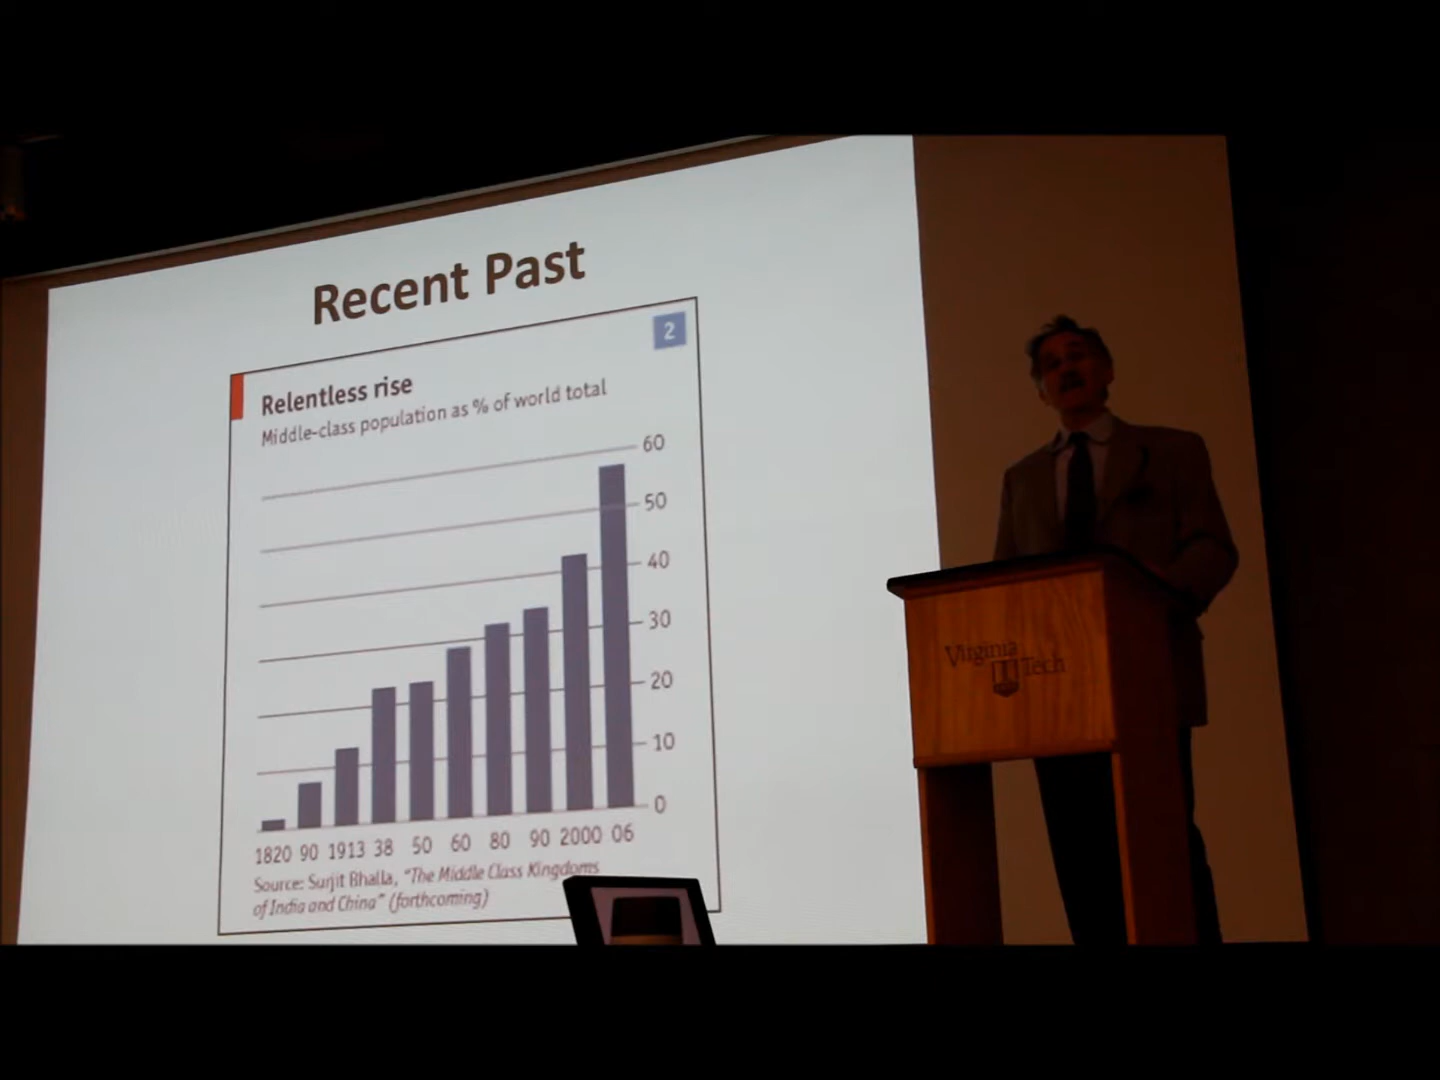 Recent Past
2
Relentless rise
Middle-class population as % of world total
60
50
40
30
20
10
0
1820 90 1913 38 50 60 80 90 2000 06
Source: Surjit Bhalla, "The Middle Class Kingdoms
of India and China" (forthcoming)
Virginia
Tech